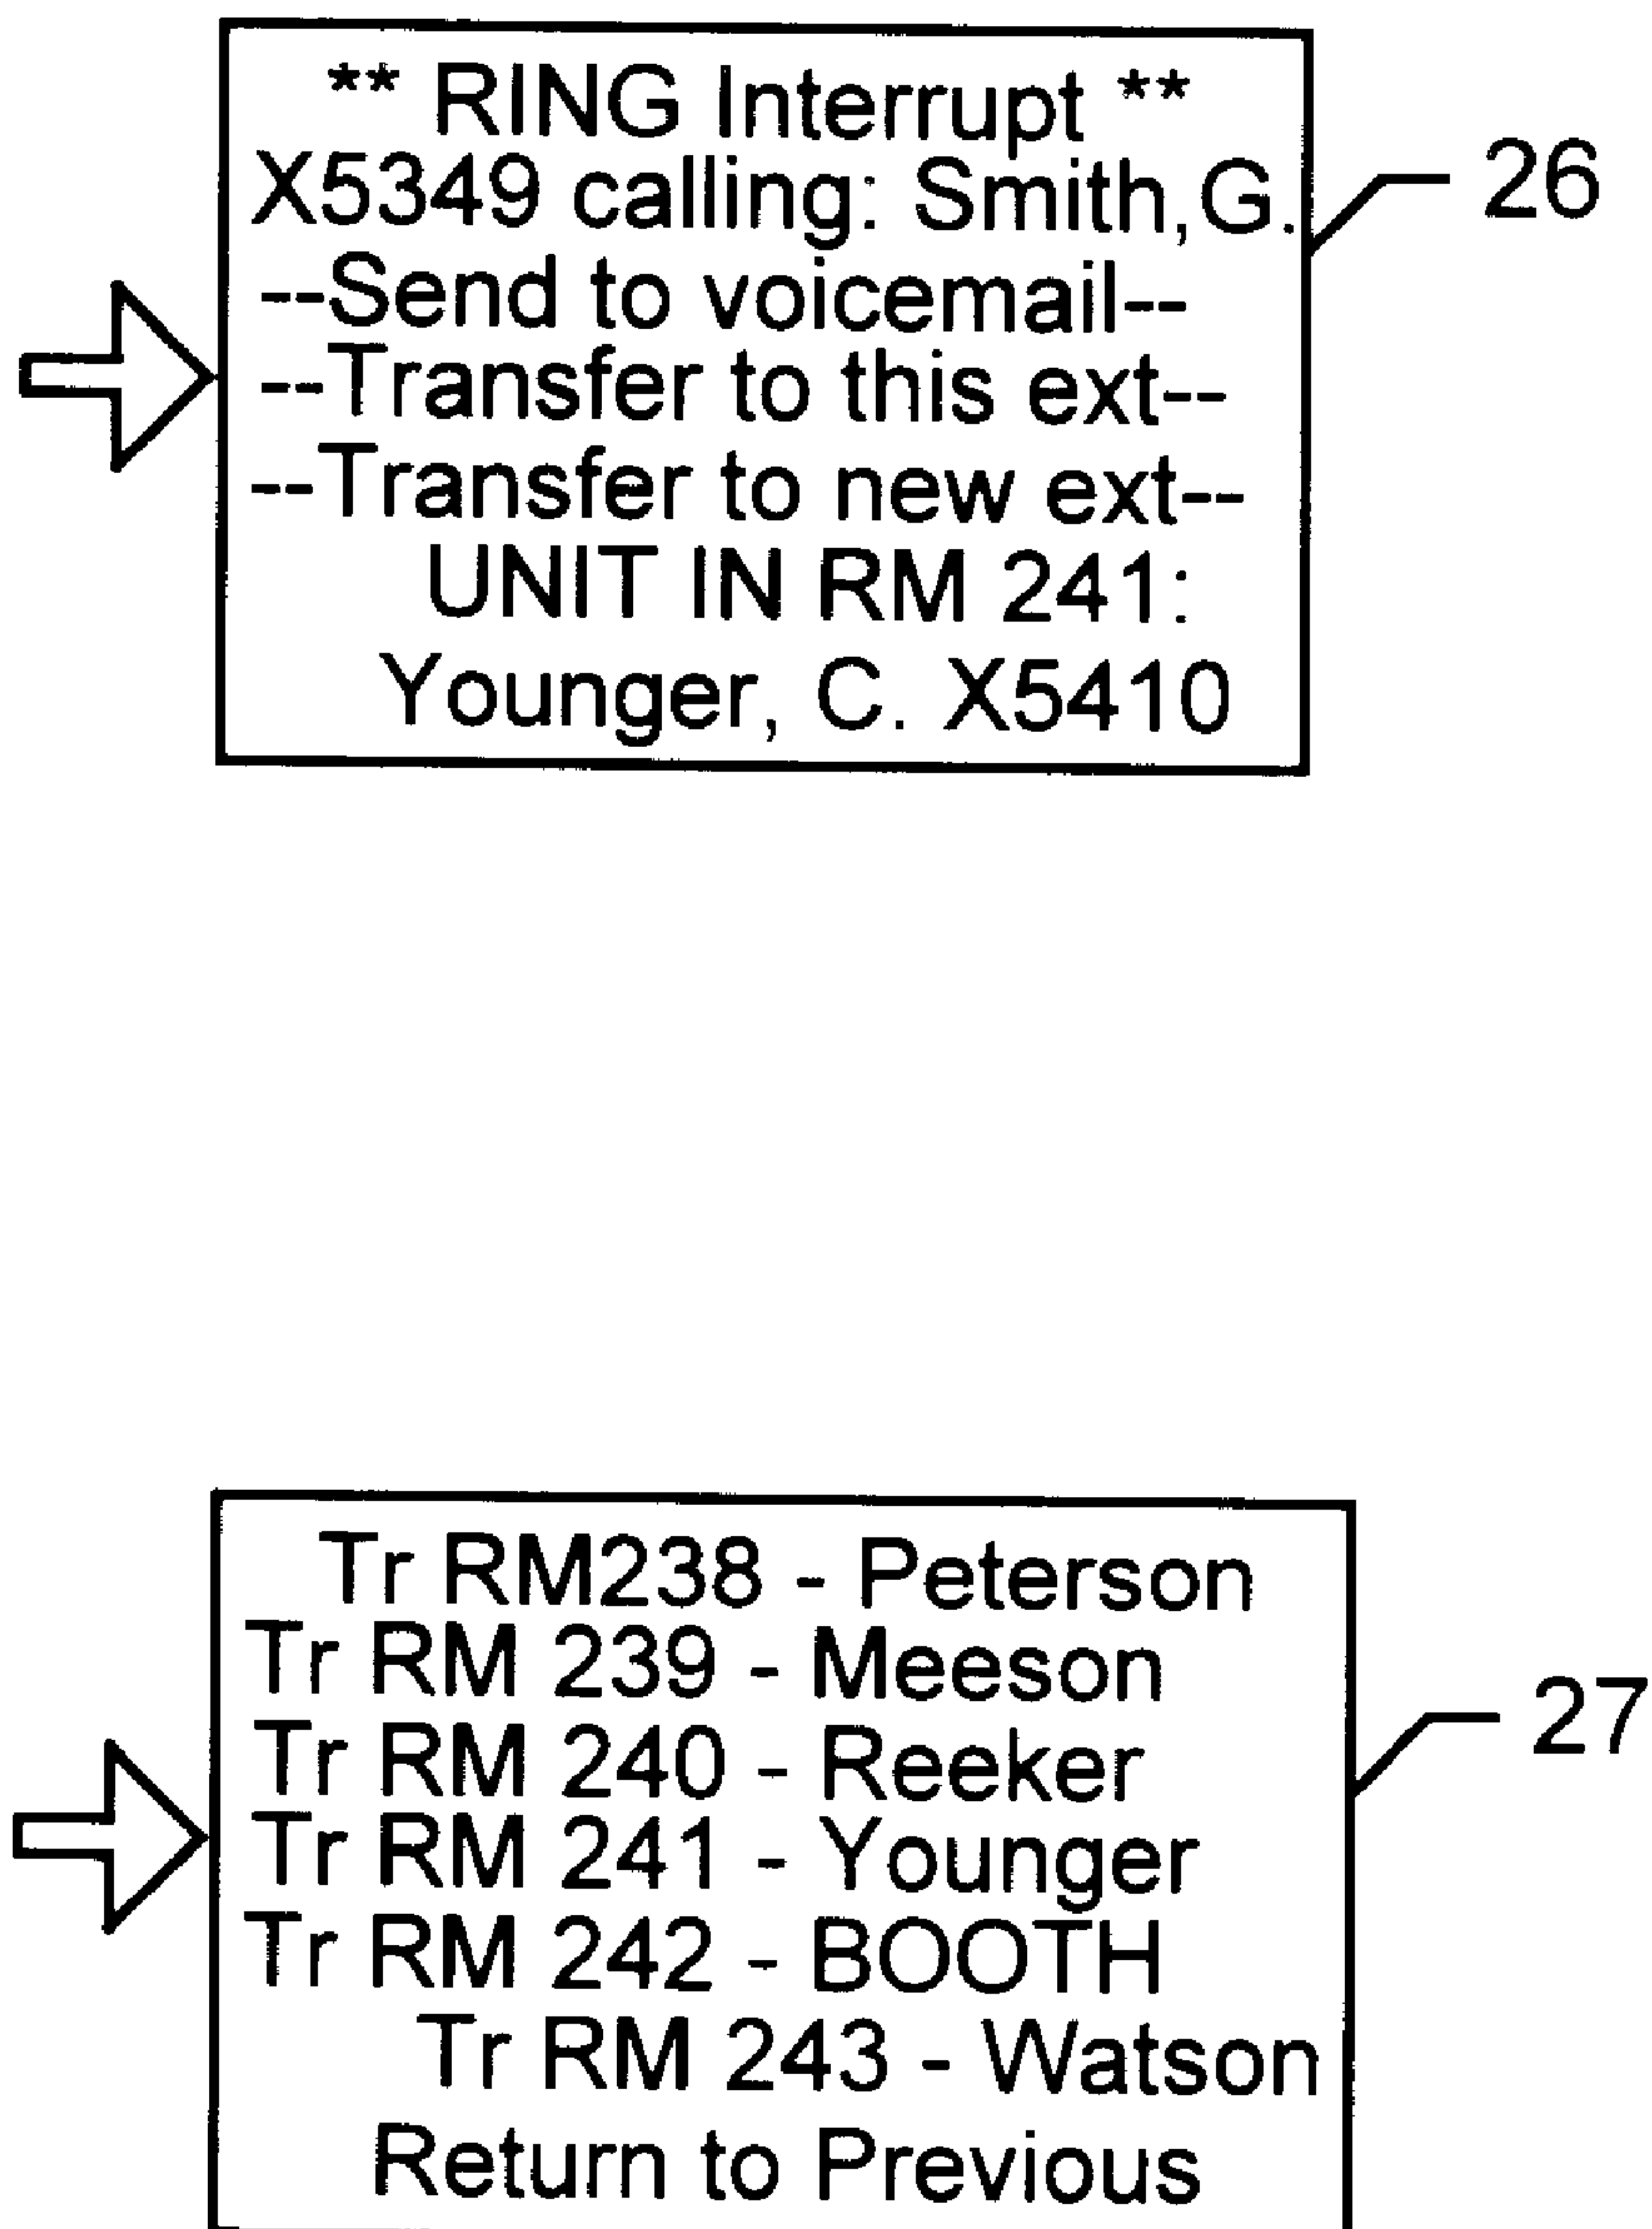 ** RING Interrupt **
X5349 calling: Smith,G.
--Send to voicemail--
--Transfer to this ext--
--Transfer to new ext--
UNIT IN RM 241:
Younger, C. X5410
26
Tr RM238 - Peterson
Tr RM 239 - Meeson
Tr RM 240 - Reeker
Tr RM 241 - Younger
Tr RM 242 - BOOTH
Tr RM 243 - Watson
Return to Previous
27